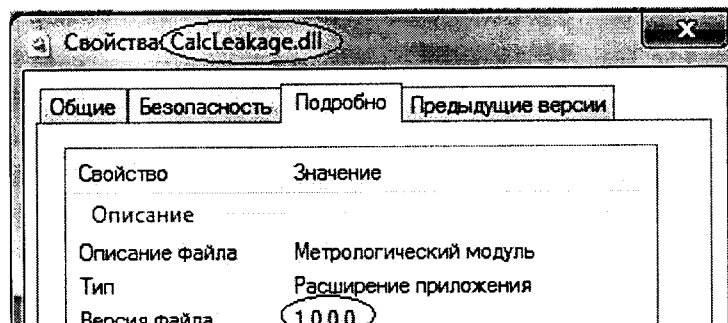 Свойства: CalcLeakage.dll
Общие Безопасность Подробно Предыдущие версии
Свойство Значение
Описание
Описание файла Метрологический модуль
Тип Расширение приложения
Версия файла 1.0.0.0